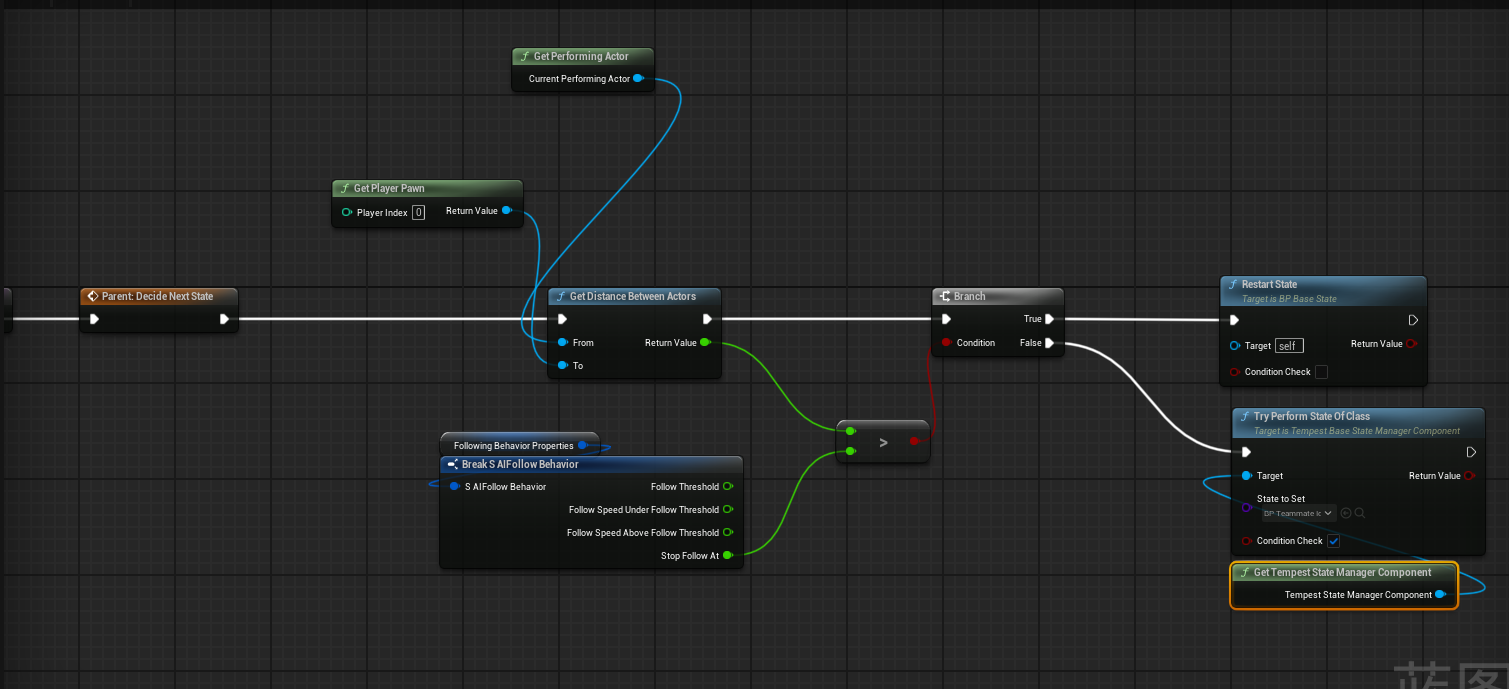 Get Performing Actor
Current Performing Actor
Get Player Pawn
Player Index 0 Return Value
Parent: Decide Next State
Get Distance Between Actors
From Return Value
To
Branch
True
Condition False
Restart State
Target is BP Base State
Target self Return Value
Condition Check
Following Behavior Properties
Break S AIFollow Behavior
S AIFollow Behavior Follow Threshold
Follow Speed Under Follow Threshold
Follow Speed Above Follow Threshold
Stop Follow At
>
Try Perform State Of Class
Target is Tempest Base State Manager Component
Target Return Value
State to Set
BP Teammate
Condition Check
Get Tempest State Manager Component
Tempest State Manager Component
蓝图